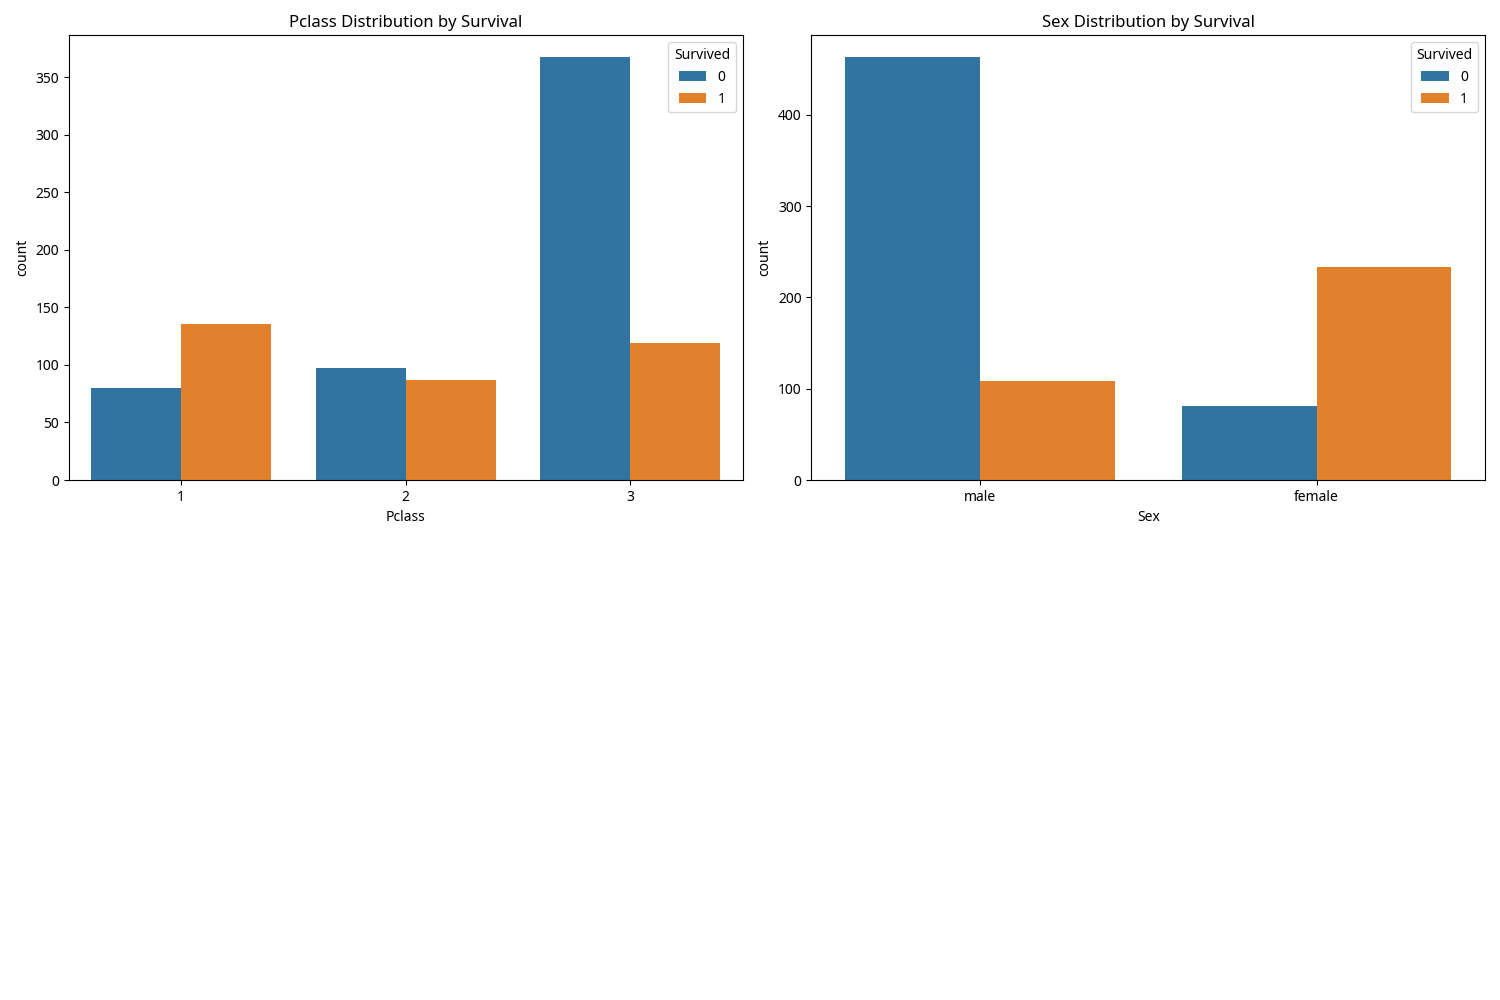 Pclass Distribution by Survival
350
300
250
200
150
100
50
0
count
1
2
3
Pclass
Survived
0
1
Sex Distribution by Survival
400
300
200
100
0
count
male
female
Sex
Survived
0
1